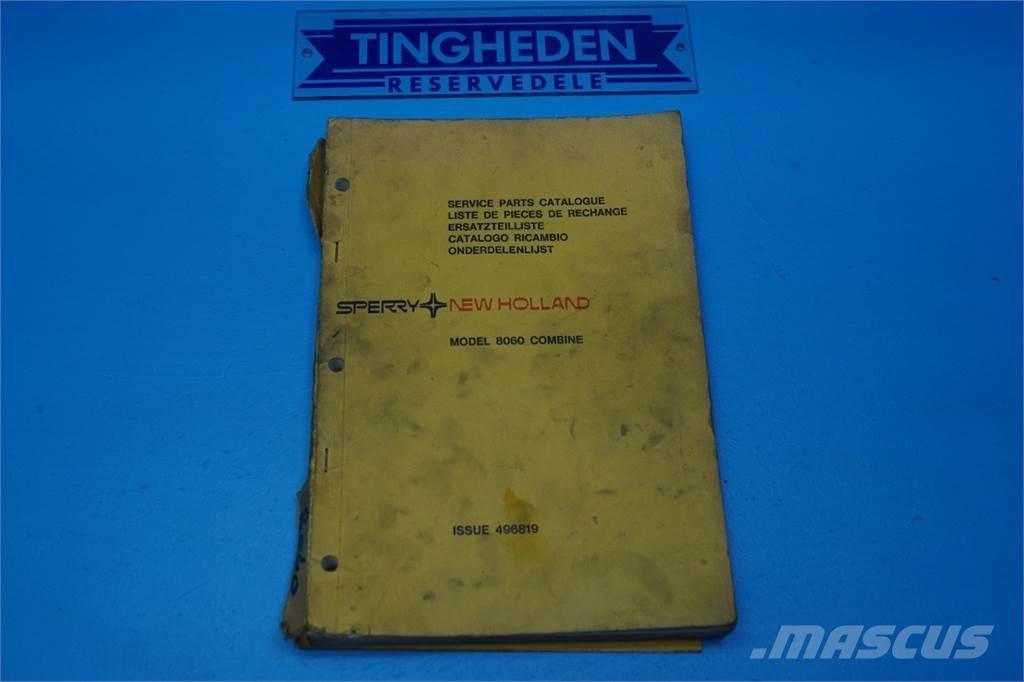 TINGHEDEN
RESERVEDELE
SERVICE PARTS CATALOGUE
LISTE DE PIECES DE RECHANGE
ERSATZTEILLISTE
CATALOGO RICAMBIO
ONDERDELENLIJST
SPERRY NEW HOLLAND
MODEL 8060 COMBINE
ISSUE 496819
.MASCUS